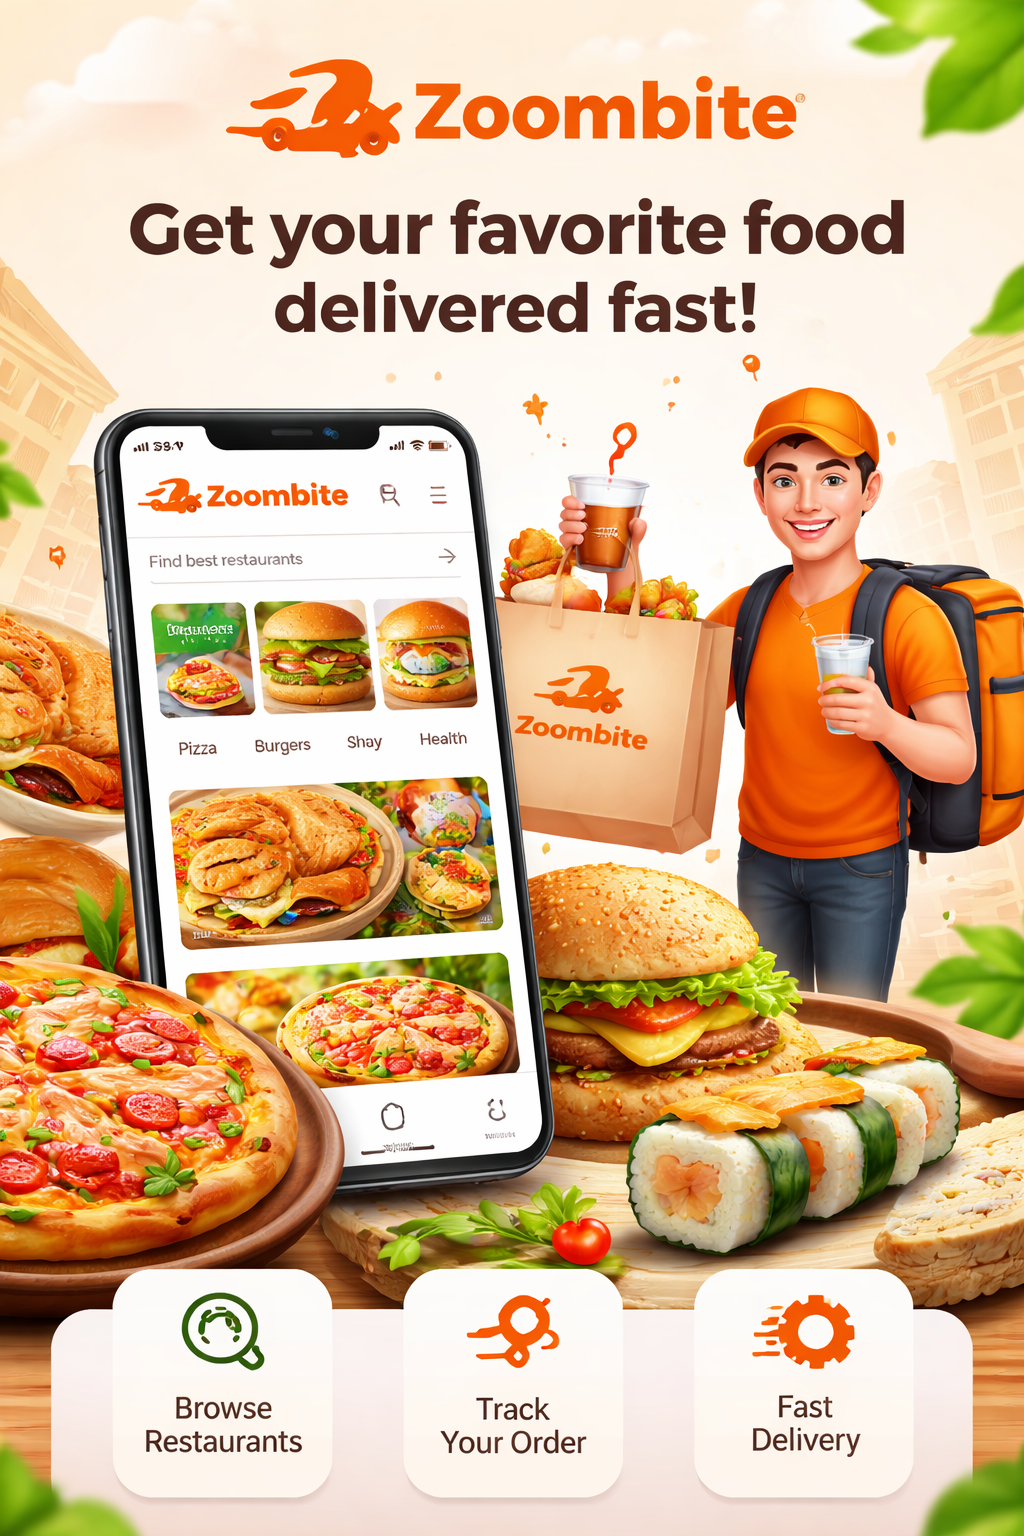 Zoombite
Get your favorite food
delivered fast!
Zoombite
Find best restaurants
Pizza
Burgers
Shay
Health
Zoombite
Browse
Restaurants
Track
Your Order
Fast
Delivery